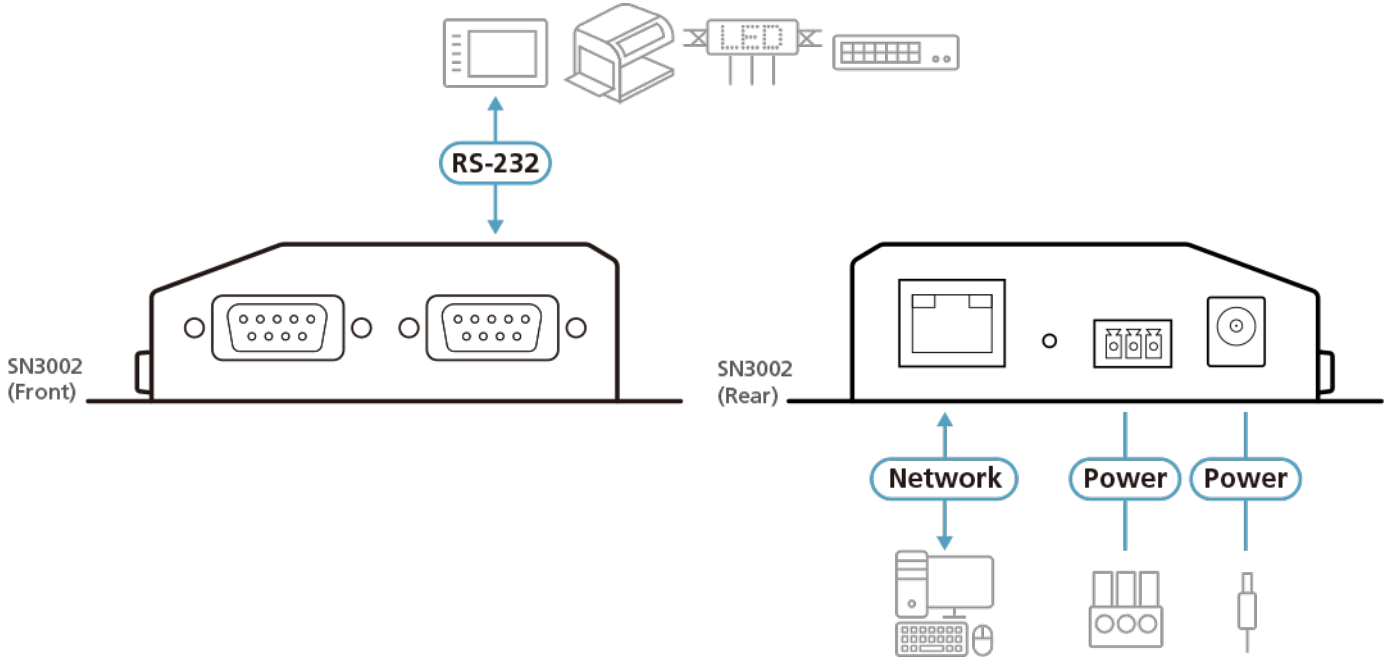 LED
RS-232
SN3002
(Front)
SN3002
(Rear)
Network
Power
Power